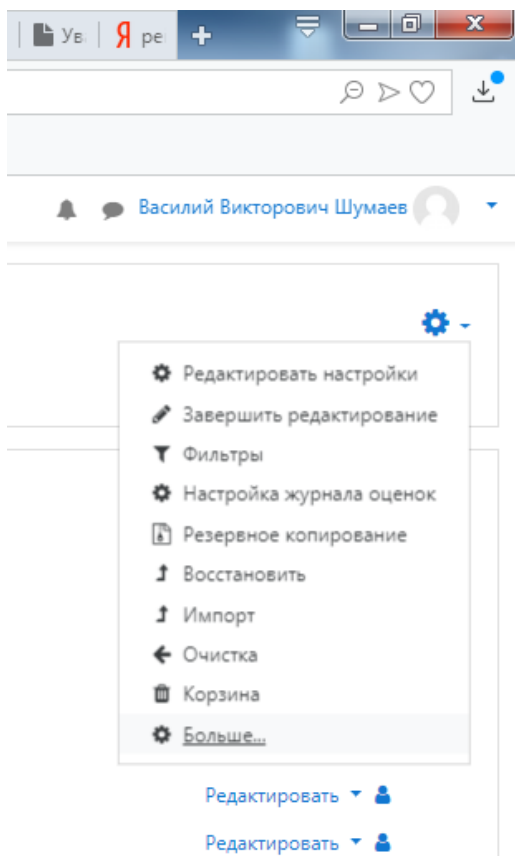 Ув
Я ре
Василий Викторович Шумаев
Редактировать настройки
Завершить редактирование
Фильтры
Настройка журнала оценок
Резервное копирование
Восстановить
Импорт
Очистка
Корзина
Больше...
Редактировать
Редактировать